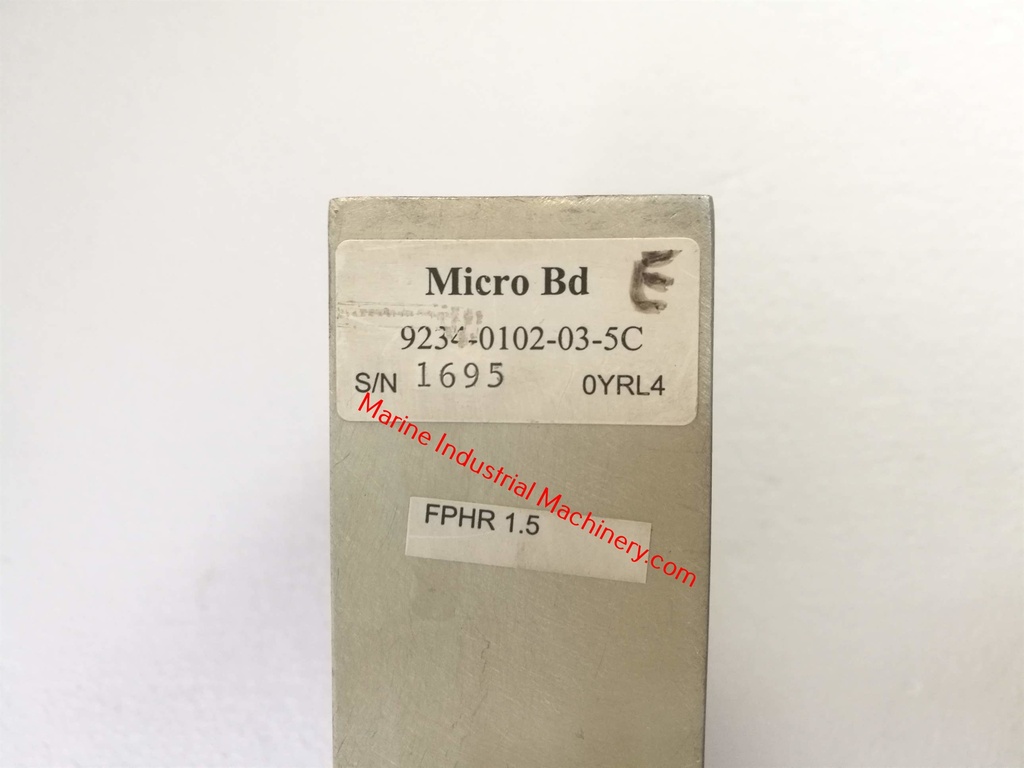 Micro Bd E
9234-0102-03-5C
S/N 1695 0YRL4
Marine Industrial Machinery.com
FPHR 1.5